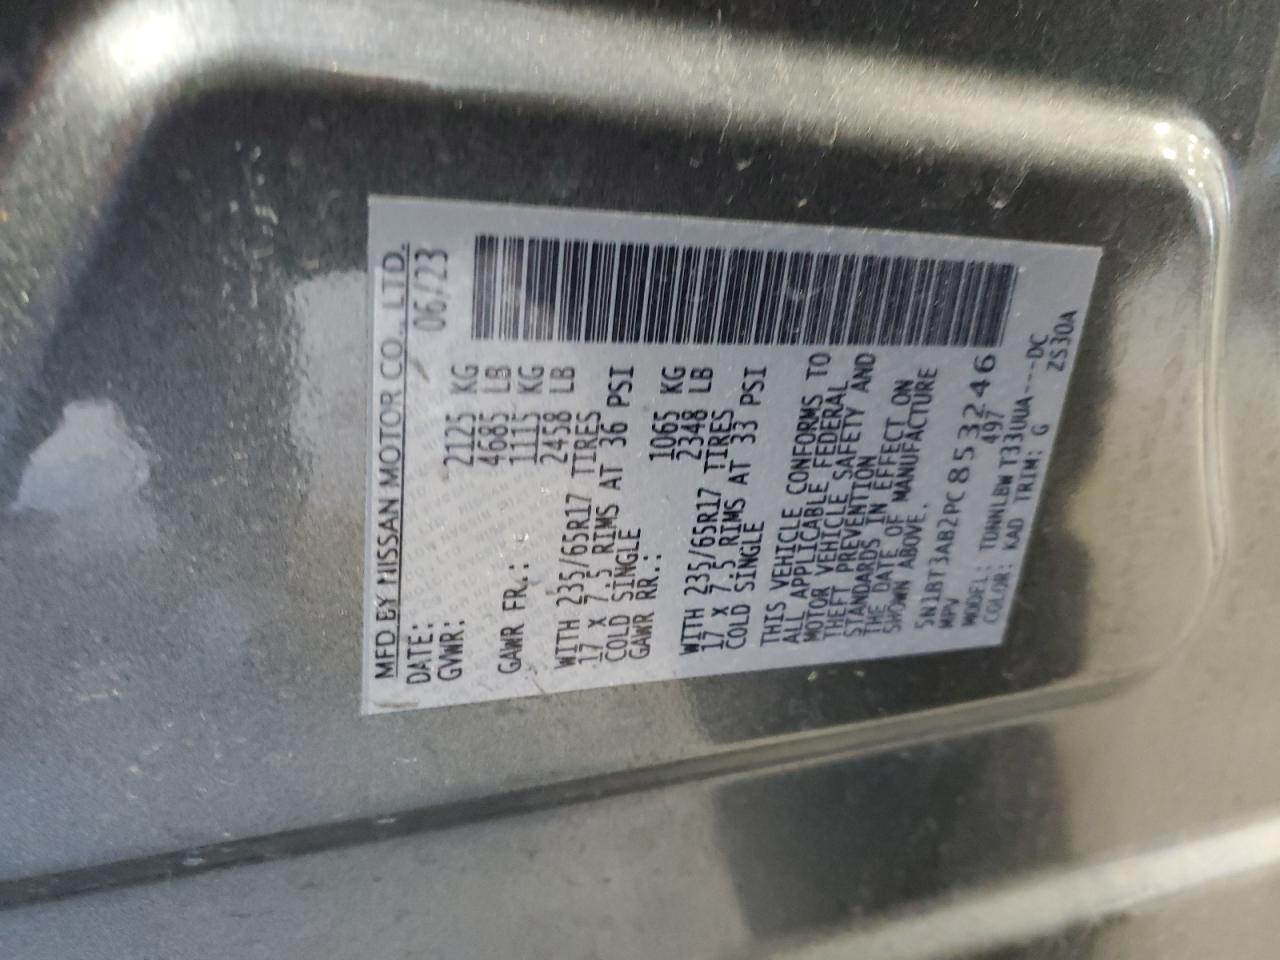 MFD BY NISSAN MOTOR CO., LTD.
DATE: 06/23
GVWR: 2125 KG
4685 LB
GAWR FR.: 1115 KG
2458 LB
WITH 235/65R17 TIRES
17 X 7.5 RIMS AT 36 PSI
COLD SINGLE
GAWR RR.: 1065 KG
2348 LB
WITH 235/65R17 TIRES
17 X 7.5 RIMS AT 33 PSI
COLD SINGLE
THIS VEHICLE CONFORMS TO
ALL APPLICABLE FEDERAL
MOTOR VEHICLE SAFETY AND
THEFT PREVENTION
STANDARDS IN EFFECT ON
THE DATE OF MANUFACTURE
SHOWN ABOVE.
5N1BT3AB2PC853246
MPV 497
MODEL: TDNNLBWT33UUA----DC
COLOR: KAD TRIM: G ZS30A